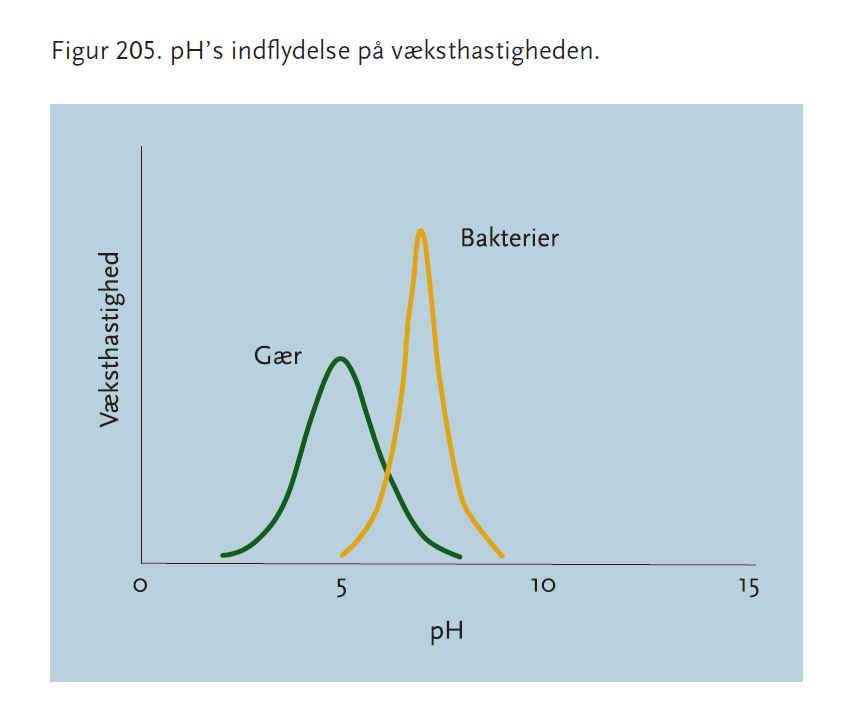 Figur 205. pH's indflydelse på væksthastigheden.
Bakterier
Gær
Væksthastighed
0 5 10 15
pH